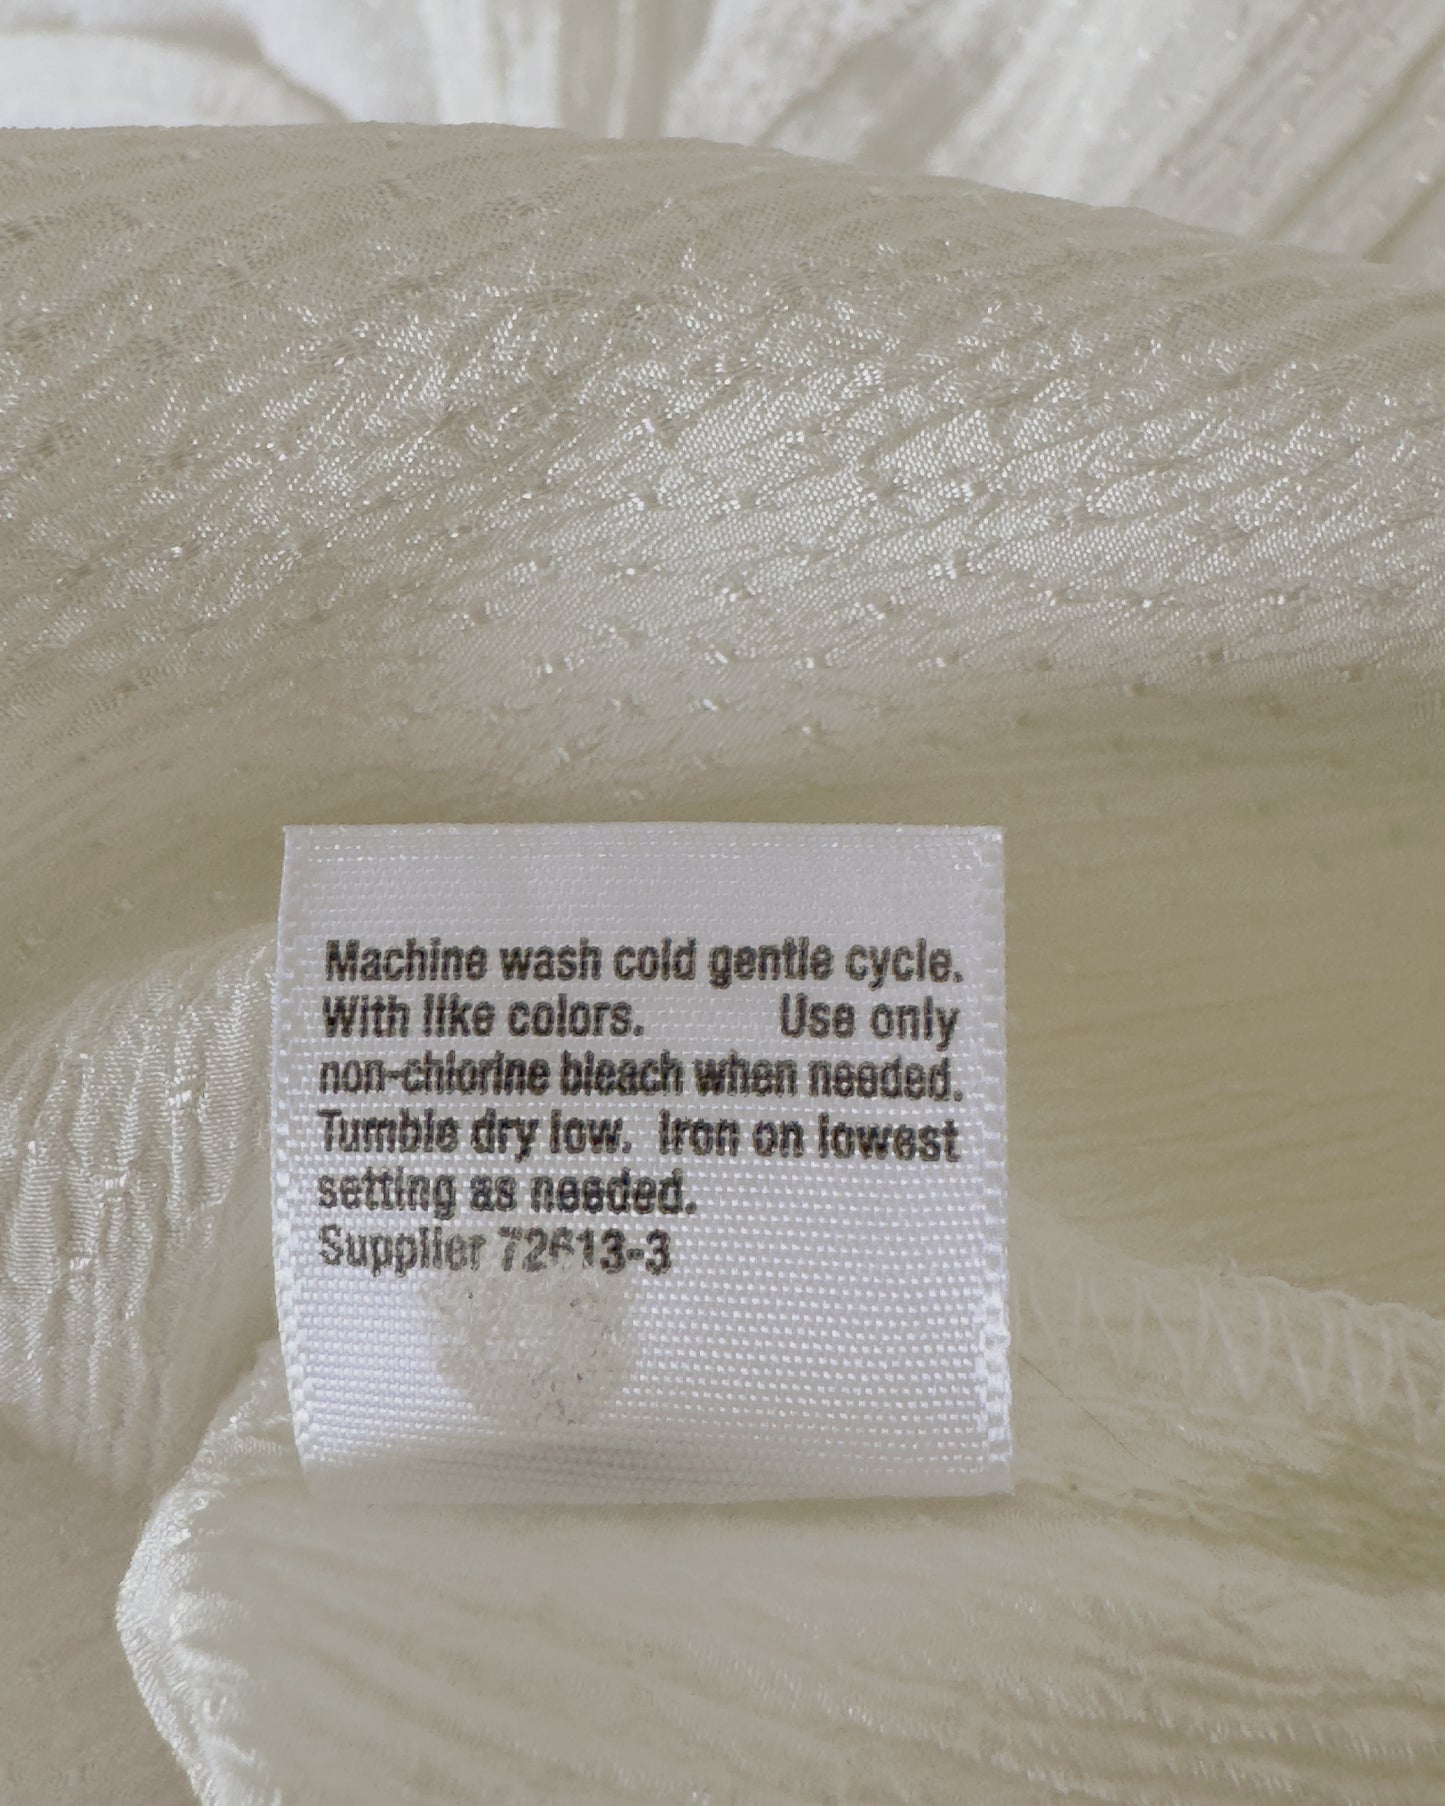 Machine wash cold gentle cycle.
With like colors. Use only
non-chlorine bleach when needed.
Tumble dry low. Iron on lowest
setting as needed.
Supplier